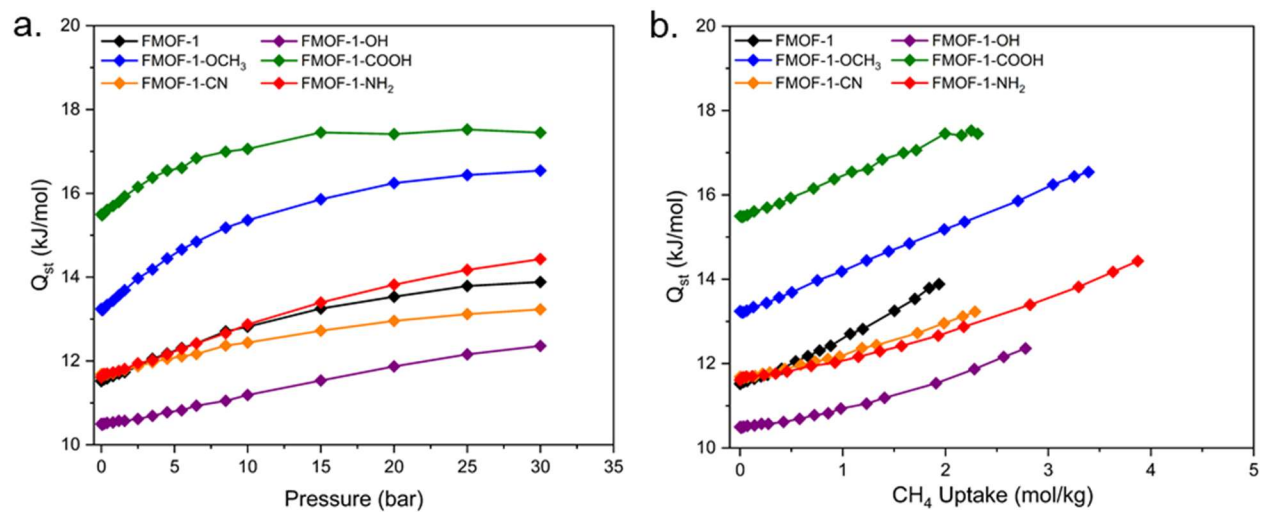 a.
FMOF-1 FMOF-1-OH
FMOF-1-OCH₃ FMOF-1-COOH
FMOF-1-CN FMOF-1-NH₂
20
18
16
14
12
10
Qst (kJ/mol)
0 5 10 15 20 25 30 35
Pressure (bar)
b.
FMOF-1 FMOF-1-OH
FMOF-1-OCH₃ FMOF-1-COOH
FMOF-1-CN FMOF-1-NH₂
20
18
16
14
12
10
Qst (kJ/mol)
0 1 2 3 4 5
CH₄ Uptake (mol/kg)